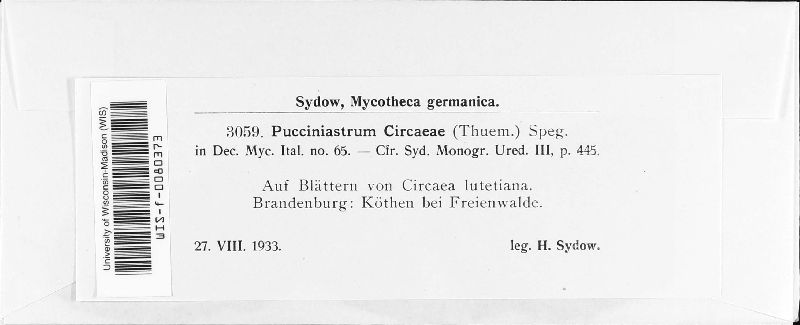 Sydow, Mycotheca germanica.
3059. Pucciniastrum Circaeae (Thuem.) Speg.
in Dec. Myc. Ital. no. 65. — Cfr. Syd. Monogr. Ured. III, p. 445.
Auf Blättern von Circaea lutetiana.
Brandenburg: Köthen bei Freienwalde.
27. VIII. 1933.
leg. H. Sydow.
University of Wisconsin-Madison (WIS)